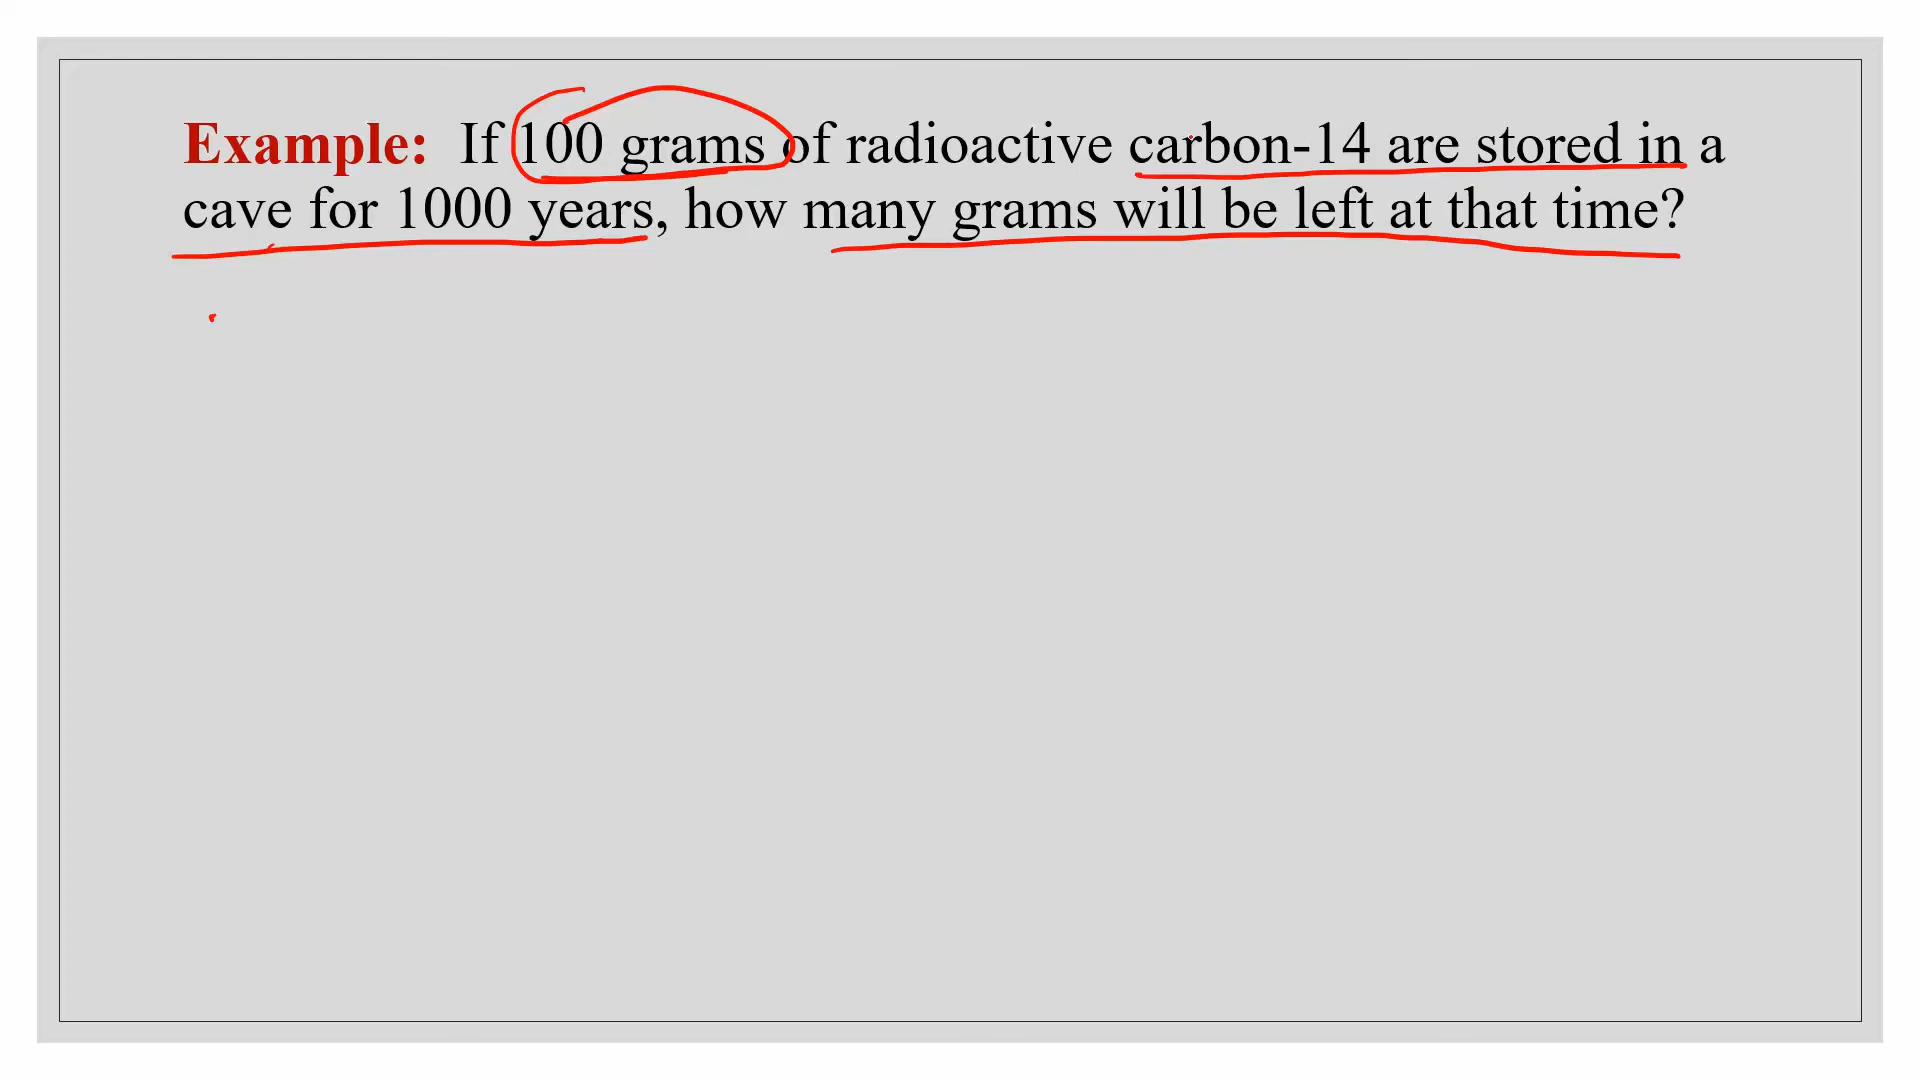 Example: If 100 grams of radioactive carbon-14 are stored in a
cave for 1000 years, how many grams will be left at that time?